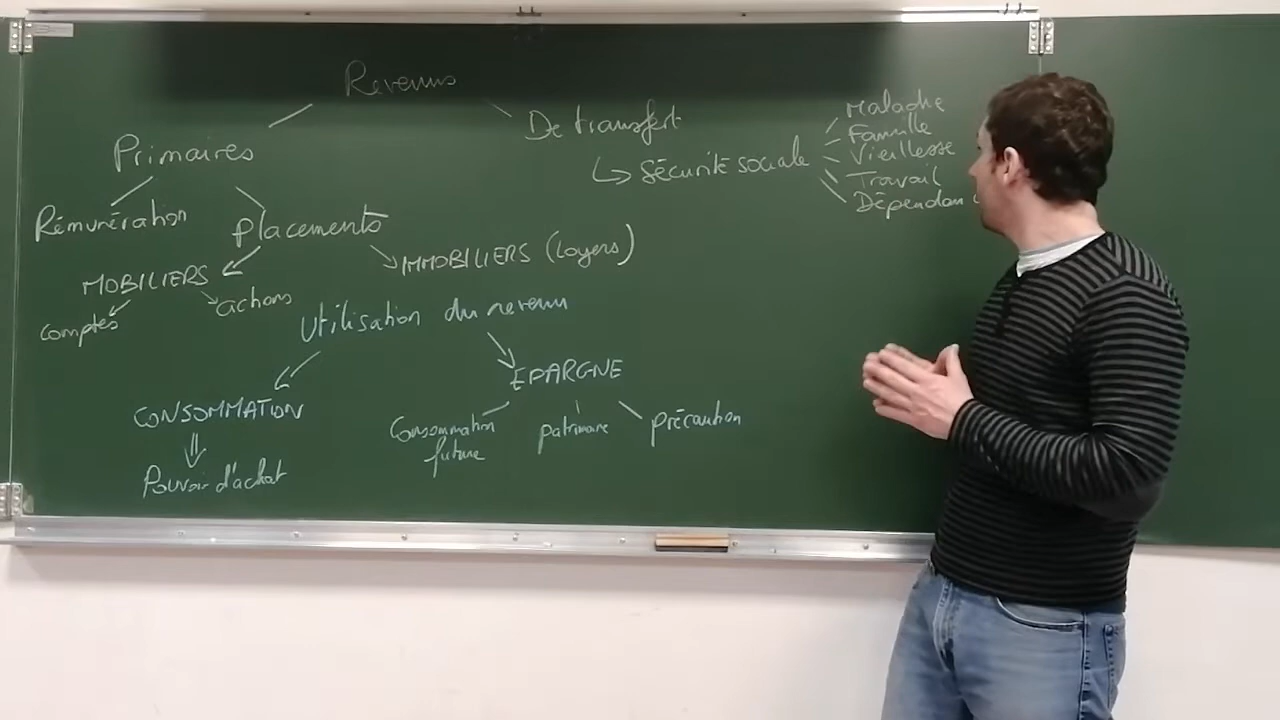 Revenus
Primaires
De transfert
Sécurité sociale
Maladie
Famille
Vieillesse
Travail
Dépendanc
Rémunération
Placements
MOBILIERS
IMMOBILIERS (loyers)
comptes
actions
Utilisation du revenu
CONSOMMATION
EPARGNE
Pouvoir d'achat
Consommation
future
patrimoine
précaution